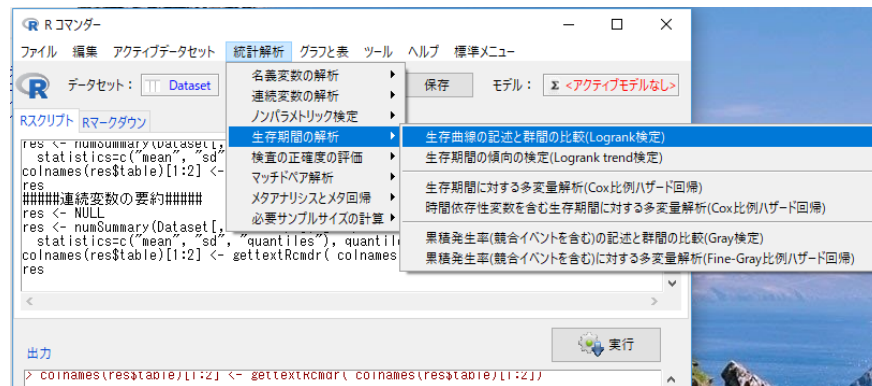 R コマンダー
ファイル 編集 アクティブデータセット 統計解析 グラフと表 ツール ヘルプ 標準メニュー
データセット: Dataset 保存 モデル: Σ <アクティブモデルなし>
Rスクリプト Rマークダウン
名義変数の解析
連続変数の解析
ノンパラメトリック検定
生存期間の解析
検査の正確度の評価
マッチドペア解析
メタアナリシスとメタ回帰
必要サンプルサイズの計算
生存曲線の記述と群間の比較(Logrank検定)
生存期間の傾向の検定(Logrank trend検定)
生存期間に対する多変量解析(Cox比例ハザード回帰)
時間依存性変数を含む生存期間に対する多変量解析(Cox比例ハザード回帰)
累積発生率(競合イベントを含む)の記述と群間の比較(Gray検定)
累積発生率(競合イベントを含む)に対する多変量解析(Fine-Gray比例ハザード回帰)
res <- numSummary(Dataset[,
statistics=c("mean", "sd"
colnames(res$table)[1:2] <-
res
#####連続変数の要約#####
res <- NULL
res <- numSummary(Dataset[,
statistics=c("mean", "sd", "quantiles"), quantil
colnames(res$table)[1:2] <- gettextRcmdr( colnames
res
実行
出力
> colnames(res$table)[1:2] <- gettextRcmdr( colnames(res$table)[1:2])